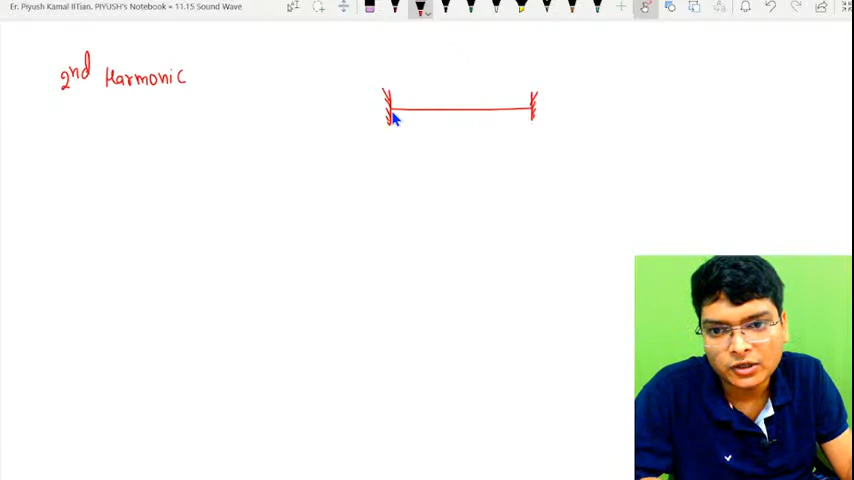 Er. Piyush Kamal IITian. PIYUSH's Notebook » 11.15 Sound Wave
2nd Harmonic